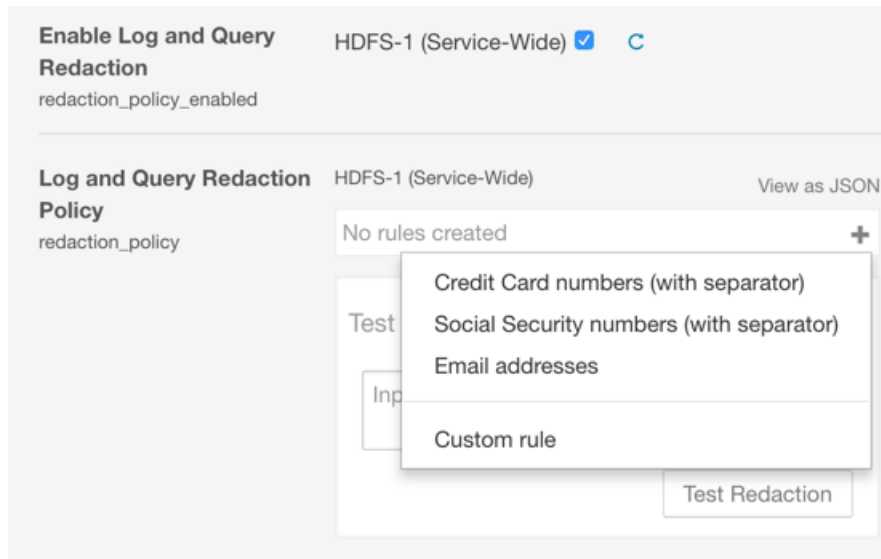 Enable Log and Query
Redaction
redaction_policy_enabled
HDFS-1 (Service-Wide)
Log and Query Redaction
Policy
redaction_policy
HDFS-1 (Service-Wide)
View as JSON
No rules created
Credit Card numbers (with separator)
Social Security numbers (with separator)
Email addresses
Custom rule
Test
Inp
Test Redaction